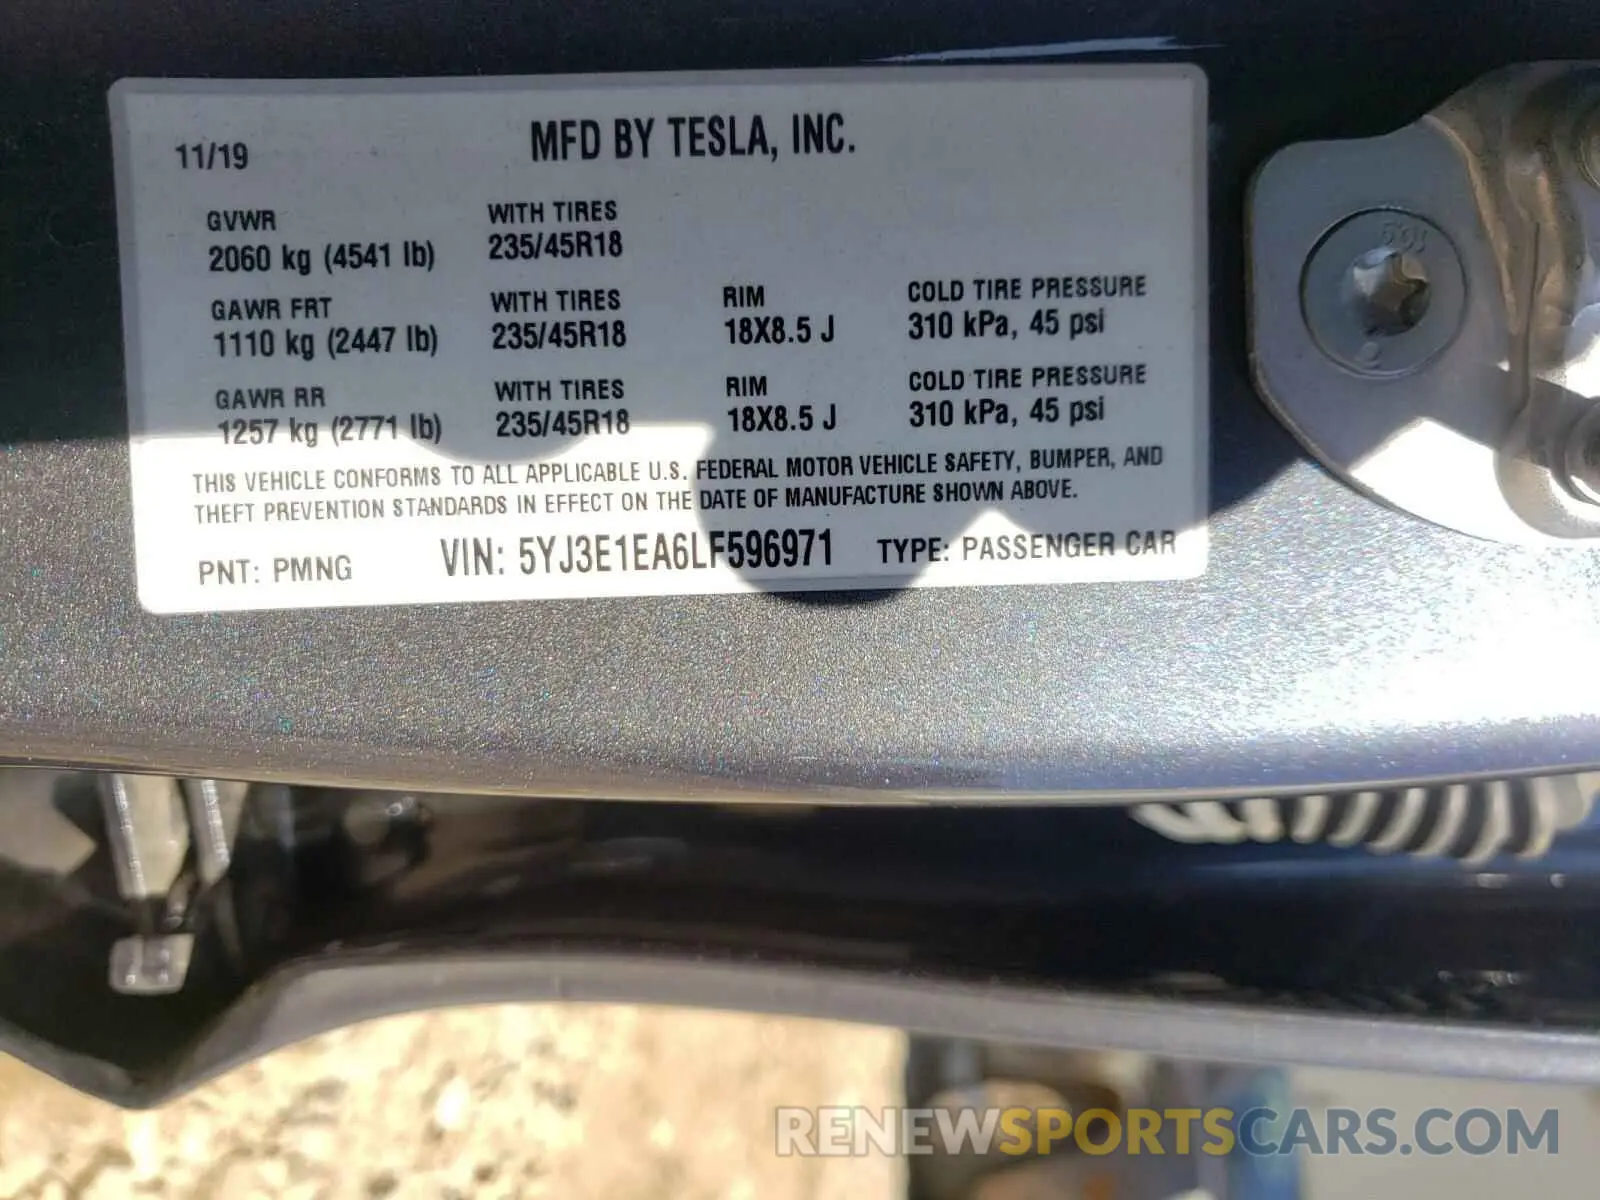 11/19 MFD BY TESLA, INC.
GVWR WITH TIRES
2060 kg (4541 lb) 235/45R18
GAWR FRT WITH TIRES RIM COLD TIRE PRESSURE
1110 kg (2447 lb) 235/45R18 18X8.5 J 310 kPa, 45 psi
GAWR RR WITH TIRES RIM COLD TIRE PRESSURE
1257 kg (2771 lb) 235/45R18 18X8.5 J 310 kPa, 45 psi
THIS VEHICLE CONFORMS TO ALL APPLICABLE U.S. FEDERAL MOTOR VEHICLE SAFETY, BUMPER, AND
THEFT PREVENTION STANDARDS IN EFFECT ON THE DATE OF MANUFACTURE SHOWN ABOVE.
PNT: PMNG VIN: 5YJ3E1EA6LF596971 TYPE: PASSENGER CAR
RENEWSPORTSCARS.COM